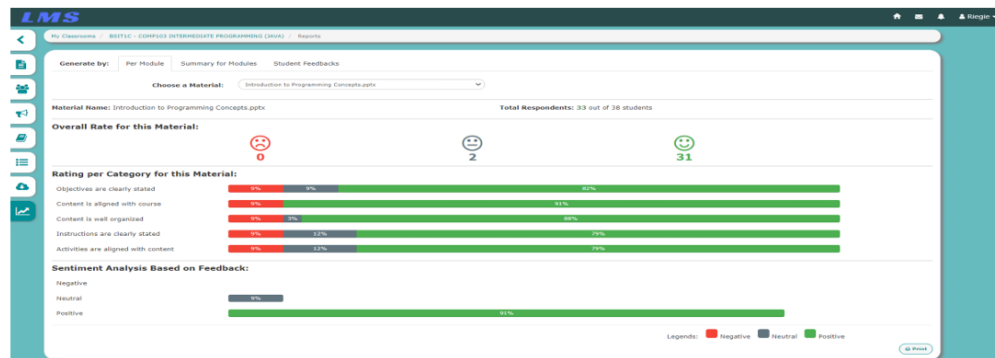 LMS
Riegie
My Classrooms / BSIT1C - COMP103 INTERMEDIATE PROGRAMMING (JAVA) / Reports
Generate by: Per Module Summary for Modules Student Feedbacks
Choose a Material: Introduction to Programming Concepts.pptx
Material Name: Introduction to Programming Concepts.pptx Total Respondents: 33 out of 38 students
Overall Rate for this Material:
0 2 31
Rating per Category for this Material:
Objectives are clearly stated 9% 9% 82%
Content is aligned with course 9% 91%
Content is well organized 9% 3% 88%
Instructions are clearly stated 9% 12% 79%
Activities are aligned with content 9% 12% 79%
Sentiment Analysis Based on Feedback:
Negative
Neutral 9%
Positive 91%
Legends: Negative Neutral Positive
Print